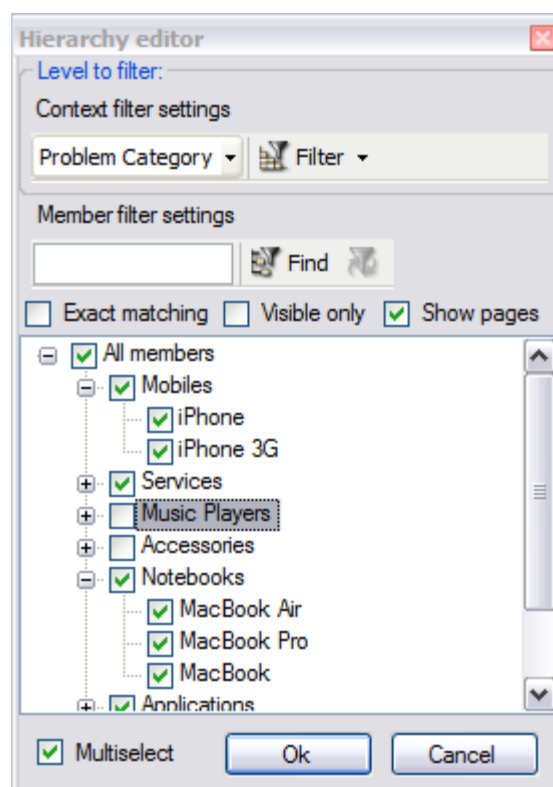 Hierarchy editor
Level to filter:
Context filter settings
Problem Category Filter
Member filter settings
Find
Exact matching Visible only Show pages
All members
Mobiles
iPhone
iPhone 3G
Services
Music Players
Accessories
Notebooks
MacBook Air
MacBook Pro
MacBook
Applications
Multiselect Ok Cancel